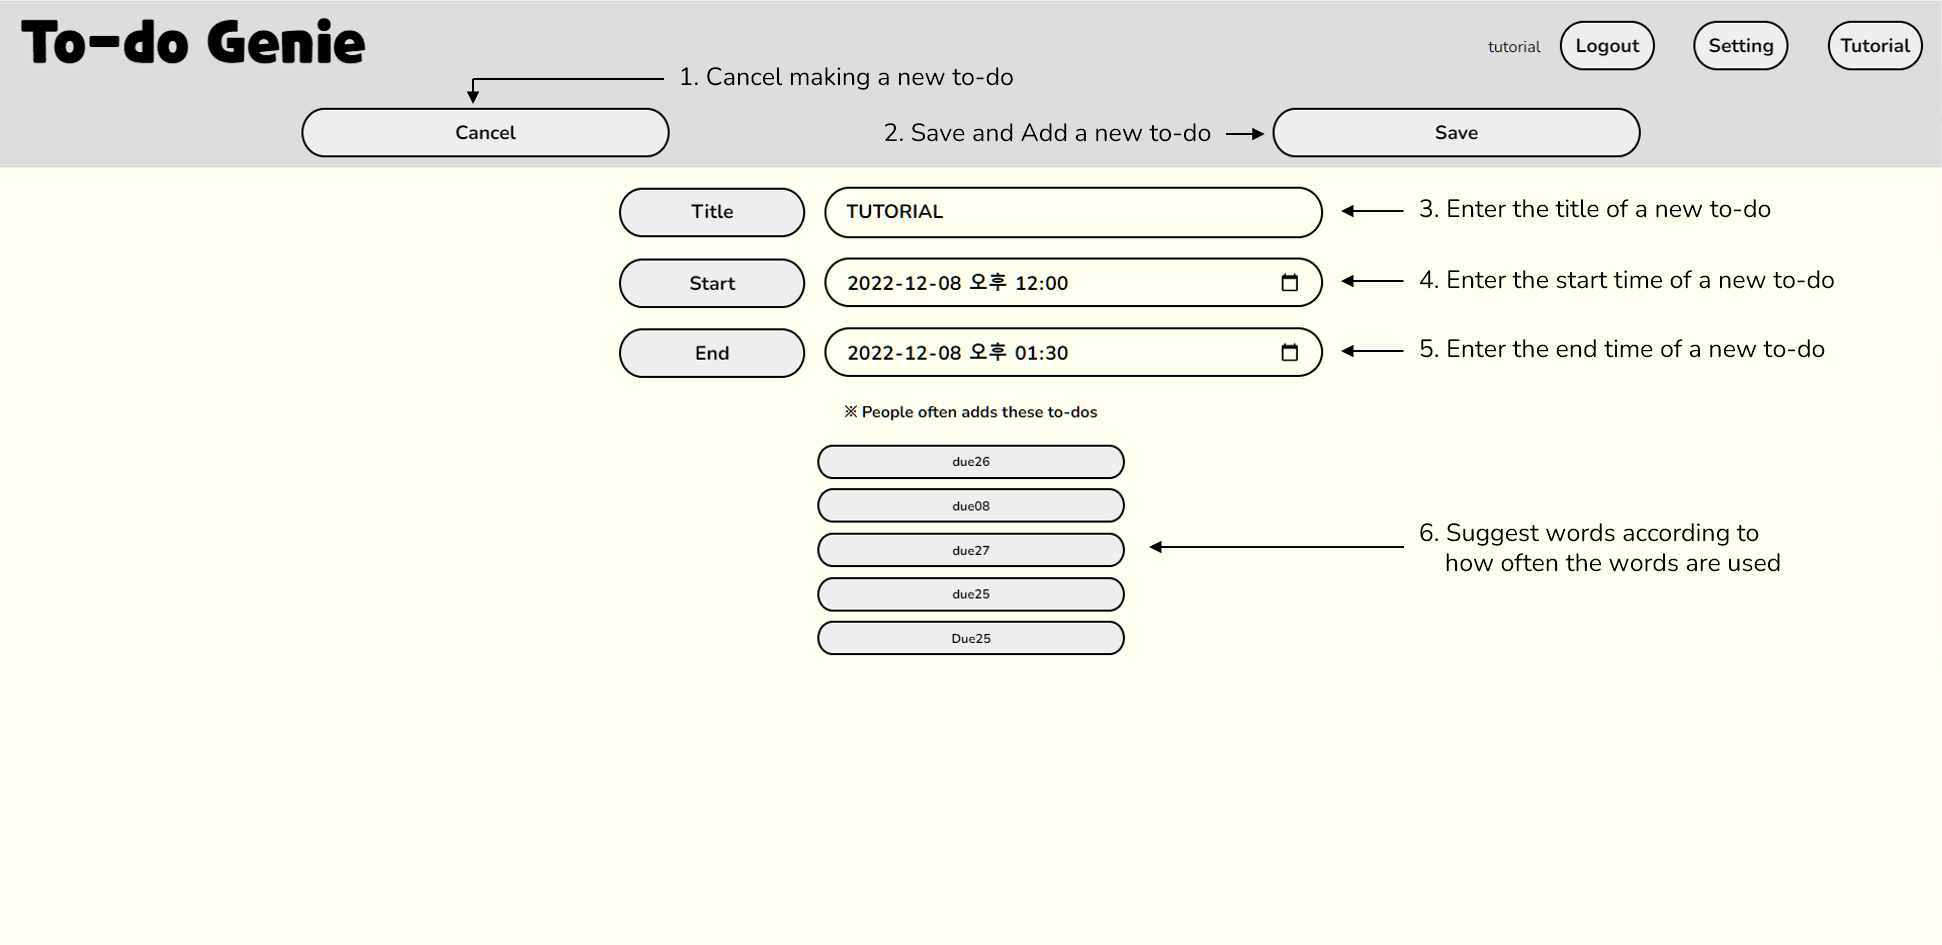 To-do Genie
tutorial
Logout
Setting
Tutorial
1. Cancel making a new to-do
Cancel
2. Save and Add a new to-do
Save
Title
TUTORIAL
3. Enter the title of a new to-do
Start
2022-12-08 오후 12:00
4. Enter the start time of a new to-do
End
2022-12-08 오후 01:30
5. Enter the end time of a new to-do
※ People often adds these to-dos
due26
due08
due27
due25
Due25
6. Suggest words according to
how often the words are used